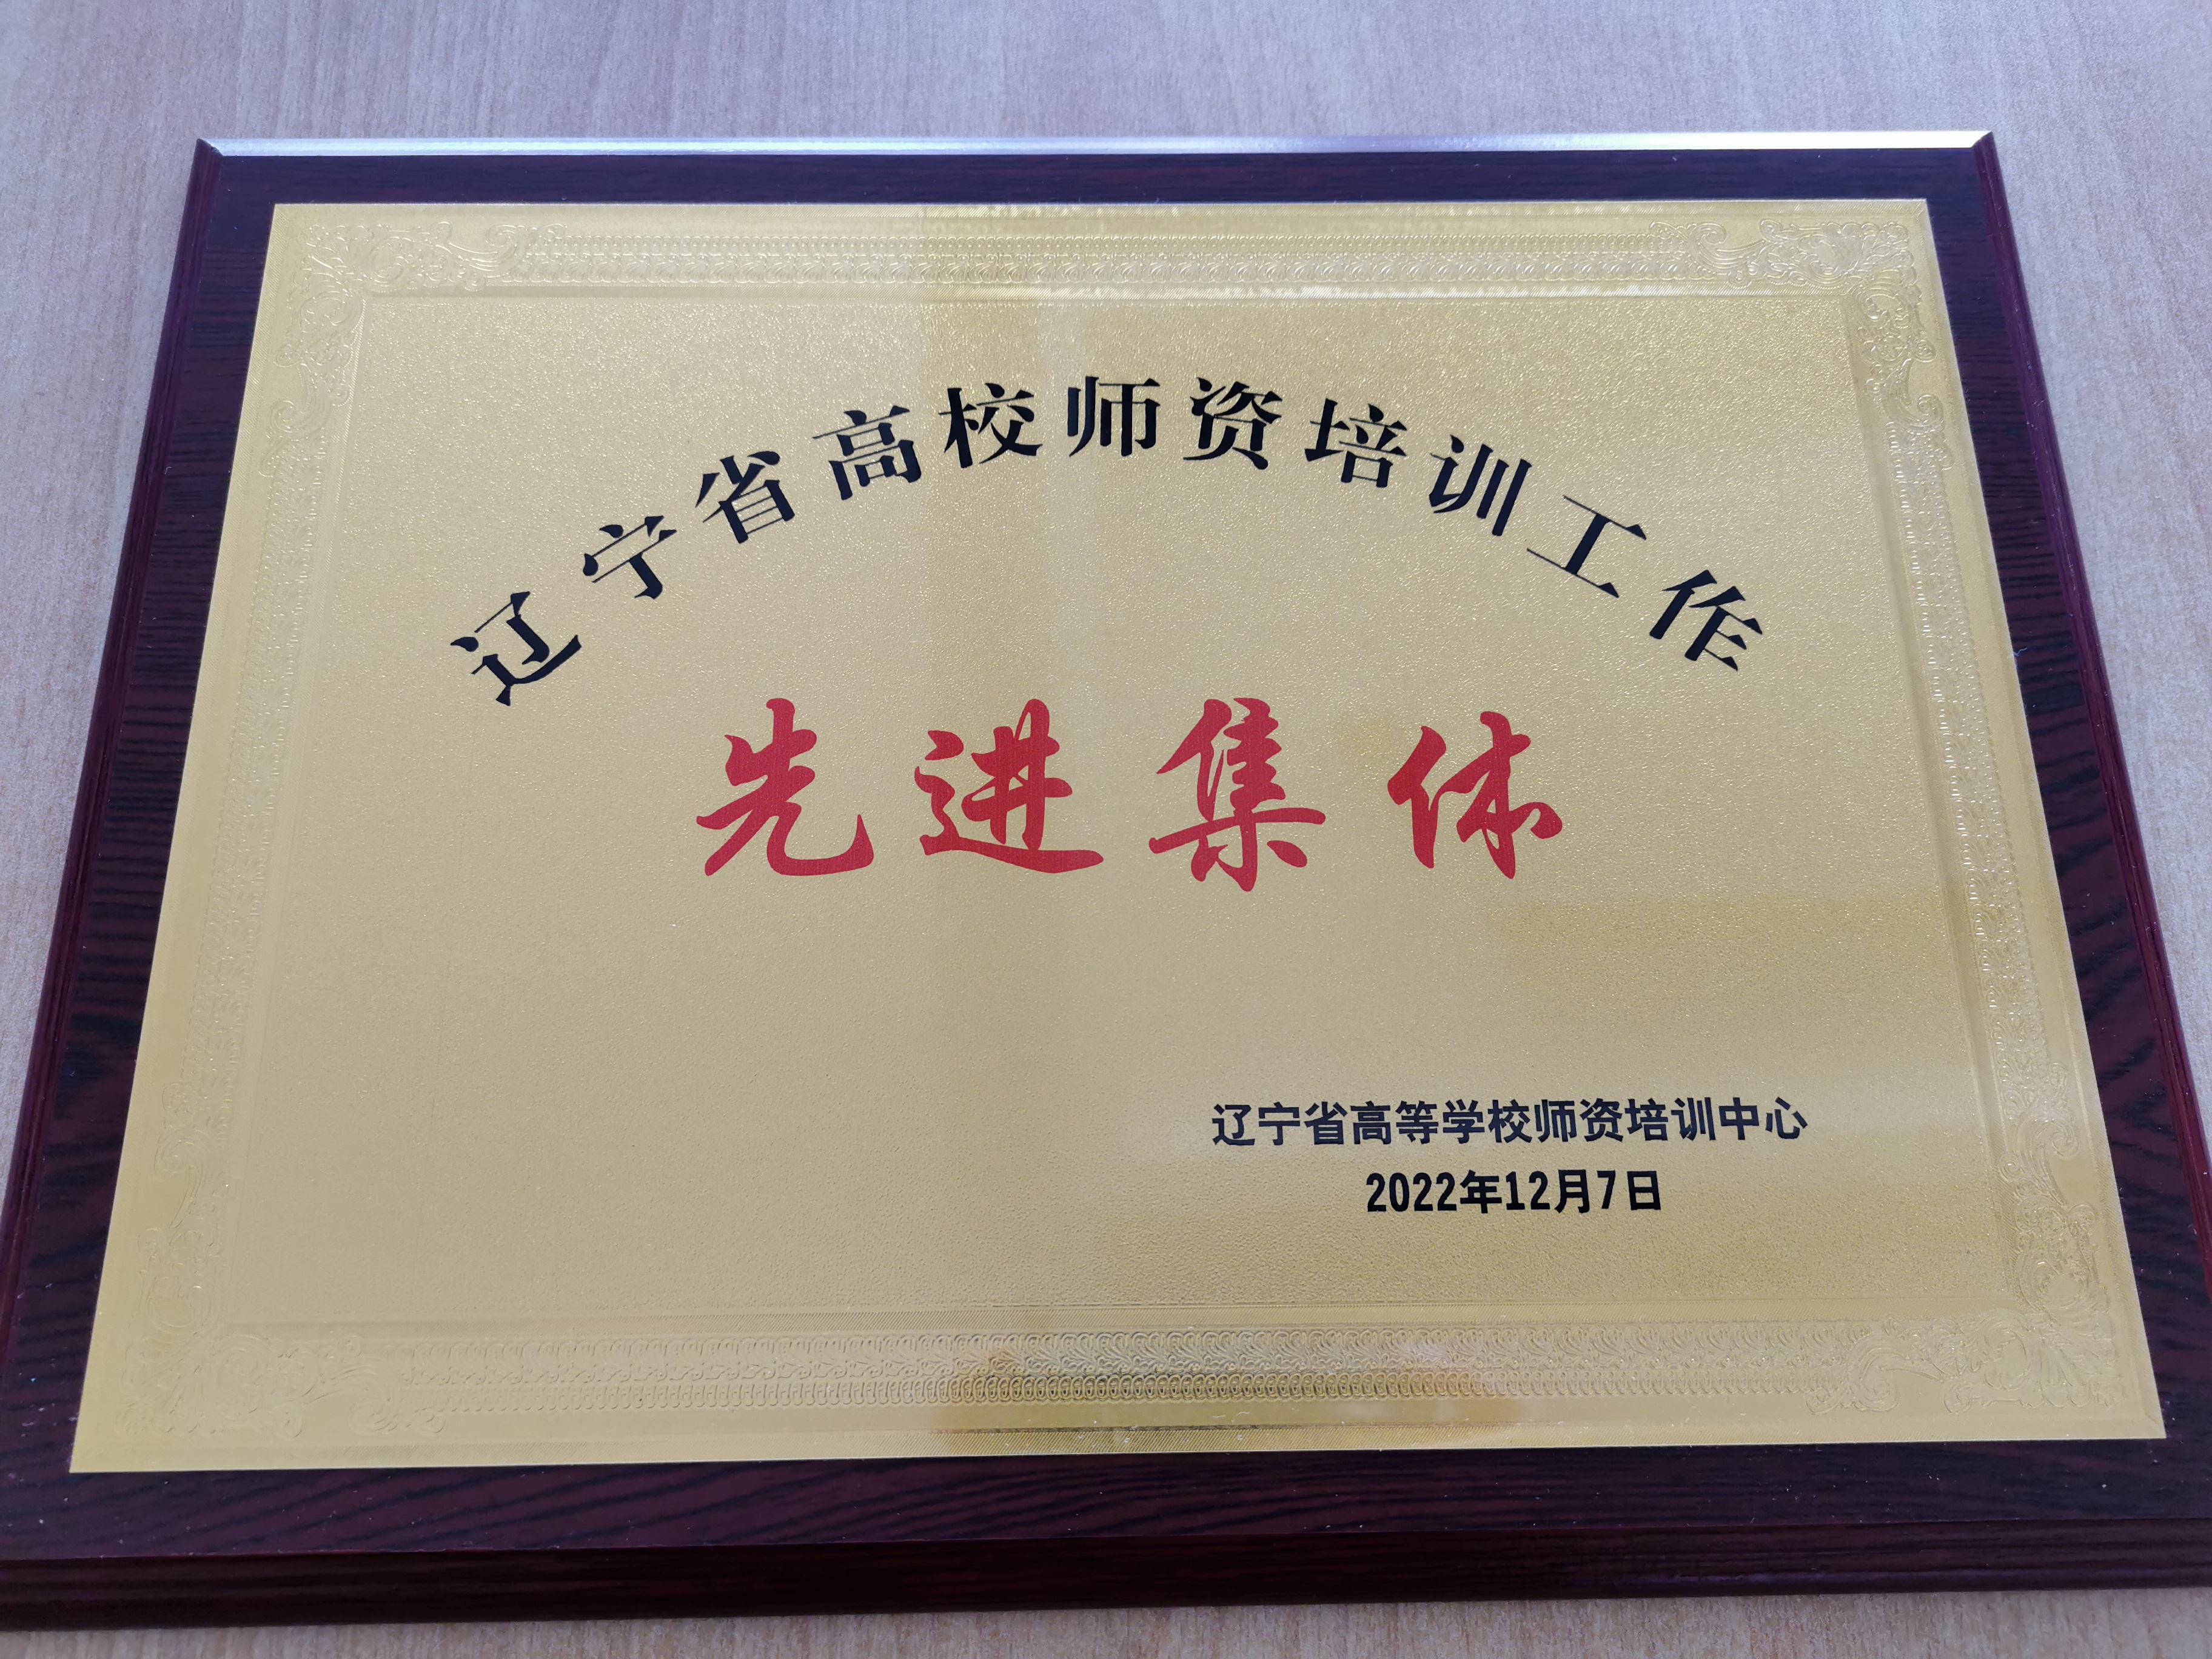 辽宁省高校师资培训工作
先进集体
辽宁省高等学校师资培训中心
2022年12月7日